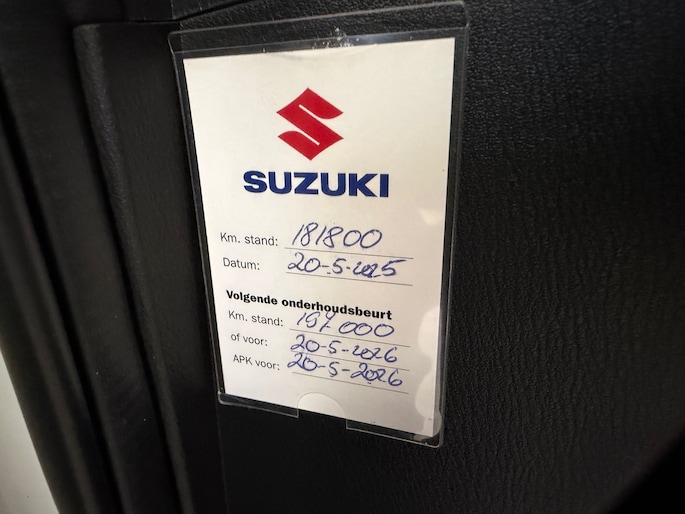 SUZUKI
Km. stand: 181800
Datum: 20-5-2025
Volgende onderhoudsbeurt
Km. stand: 197000
of voor: 20-5-2026
APK voor: 20-5-2026